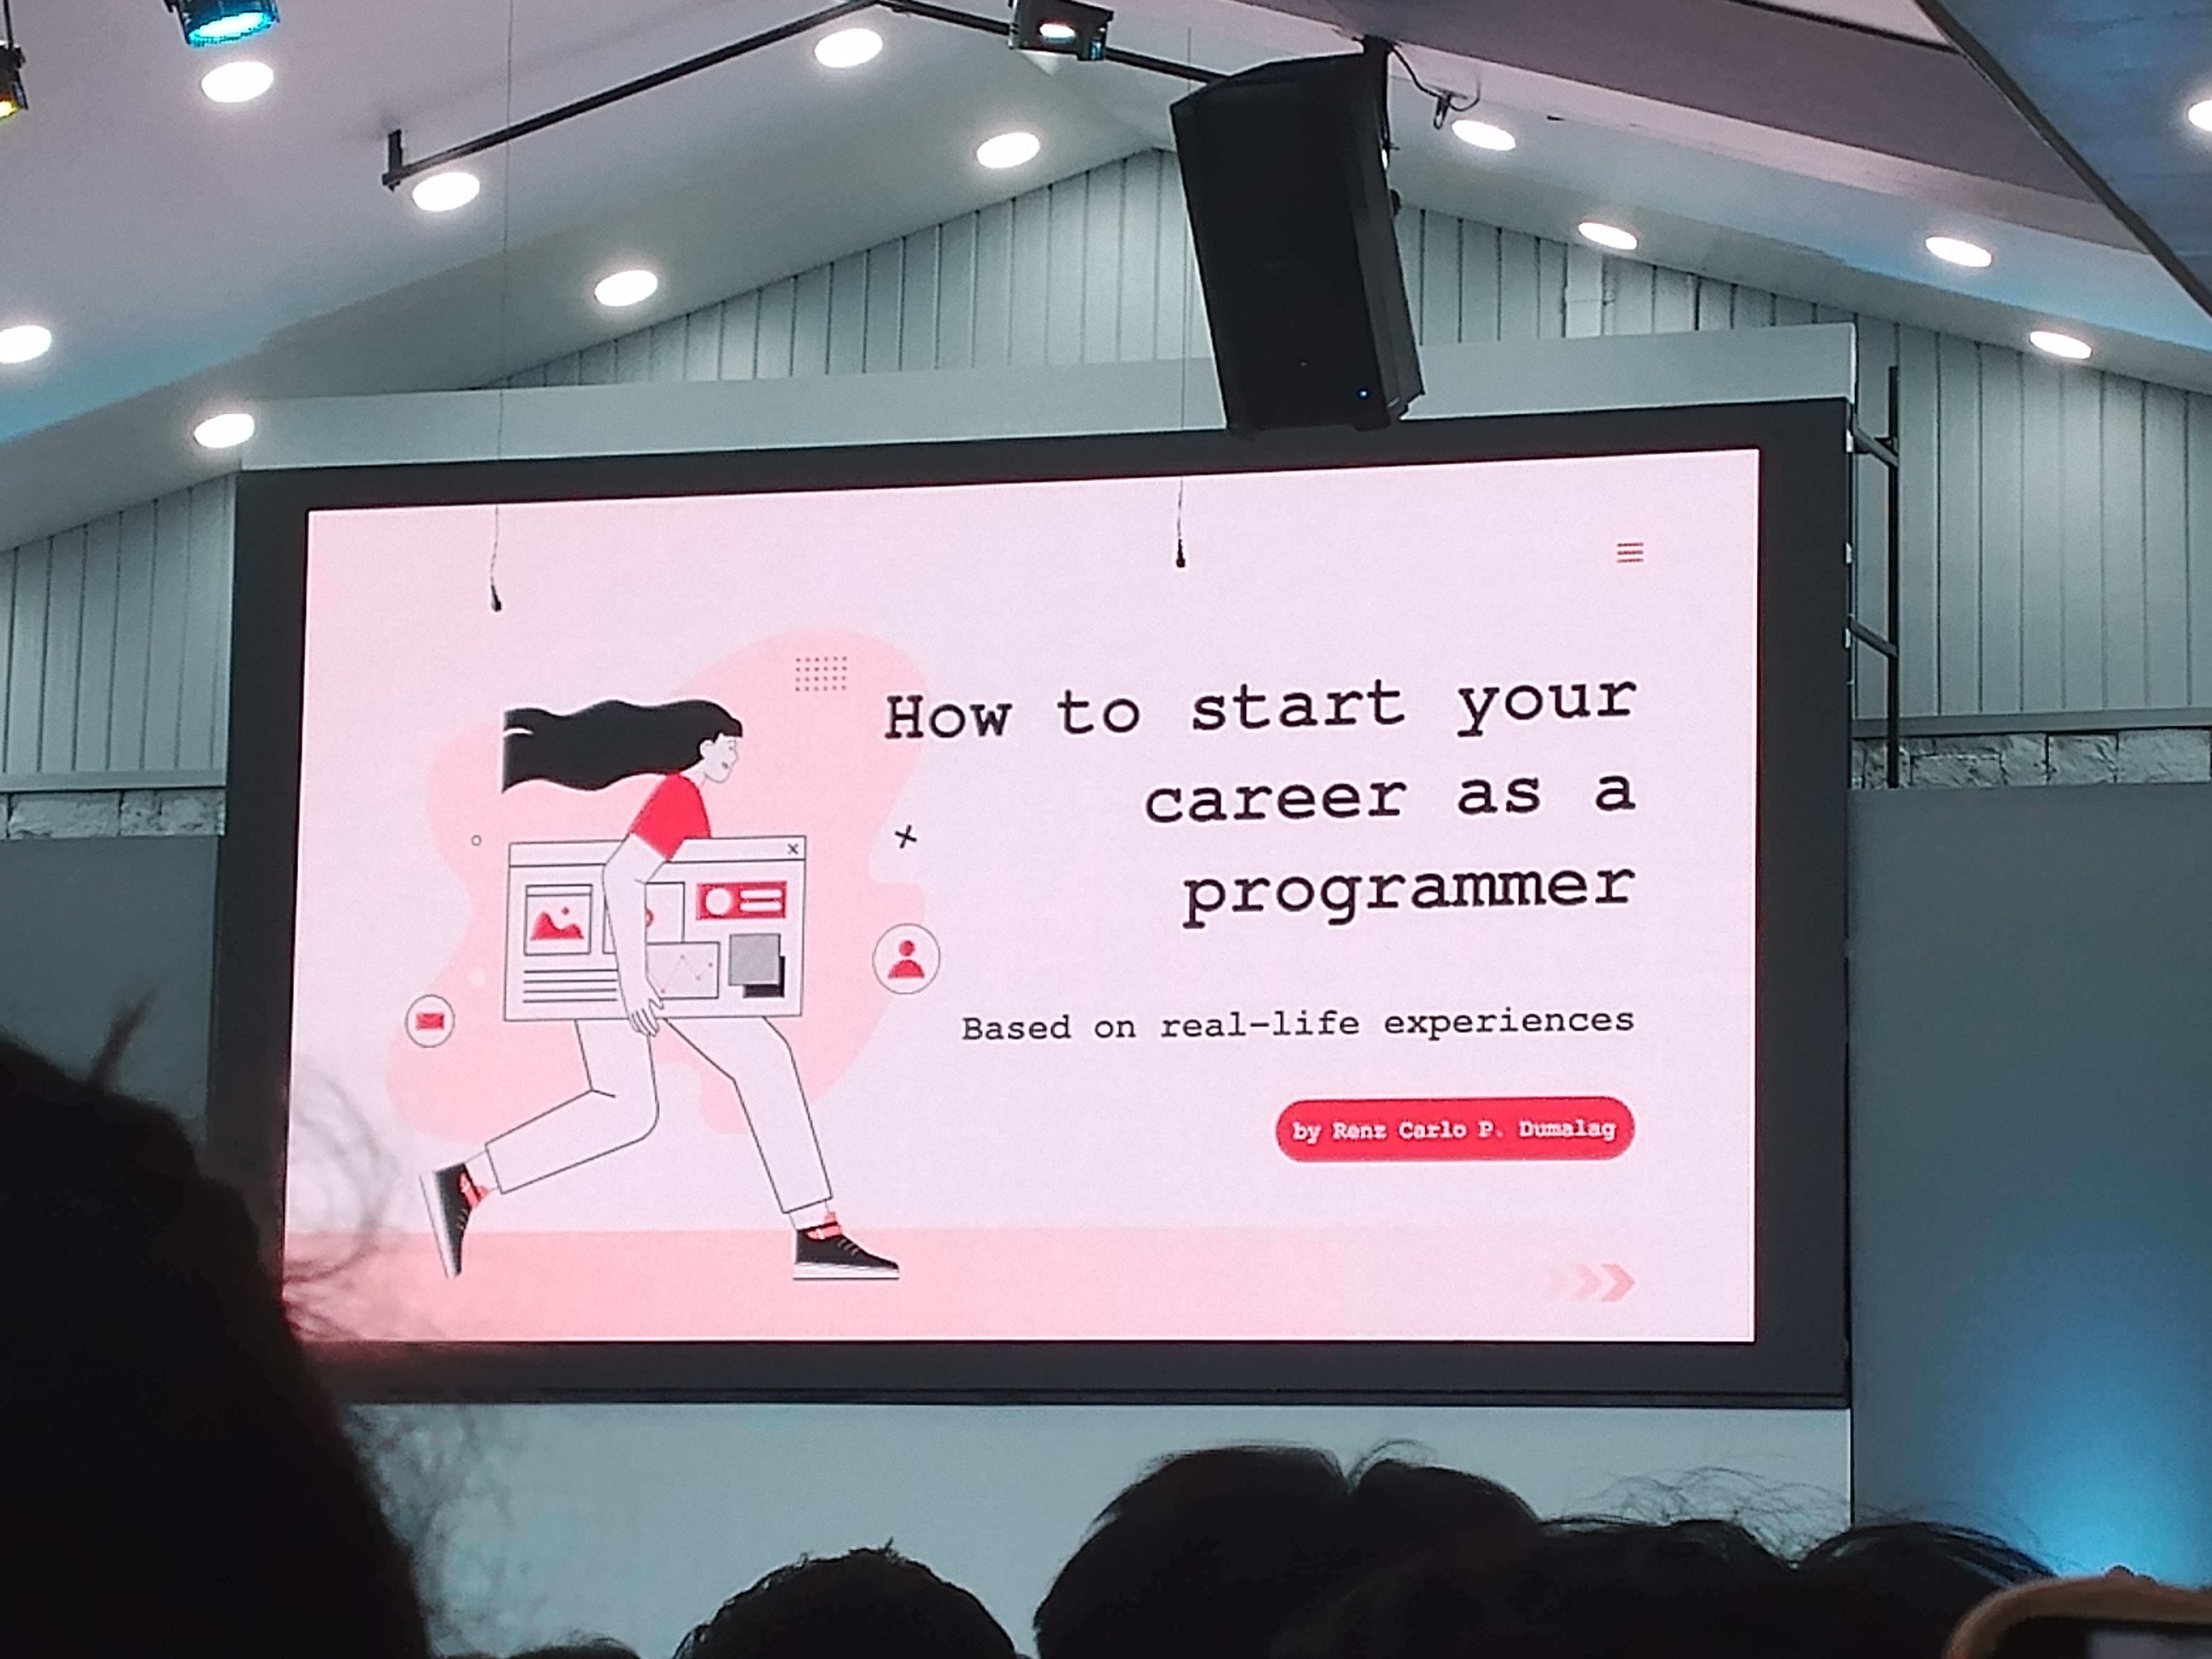 How to start your
career as a
programmer
Based on real-life experiences
by Renz Carlo P. Dumalag